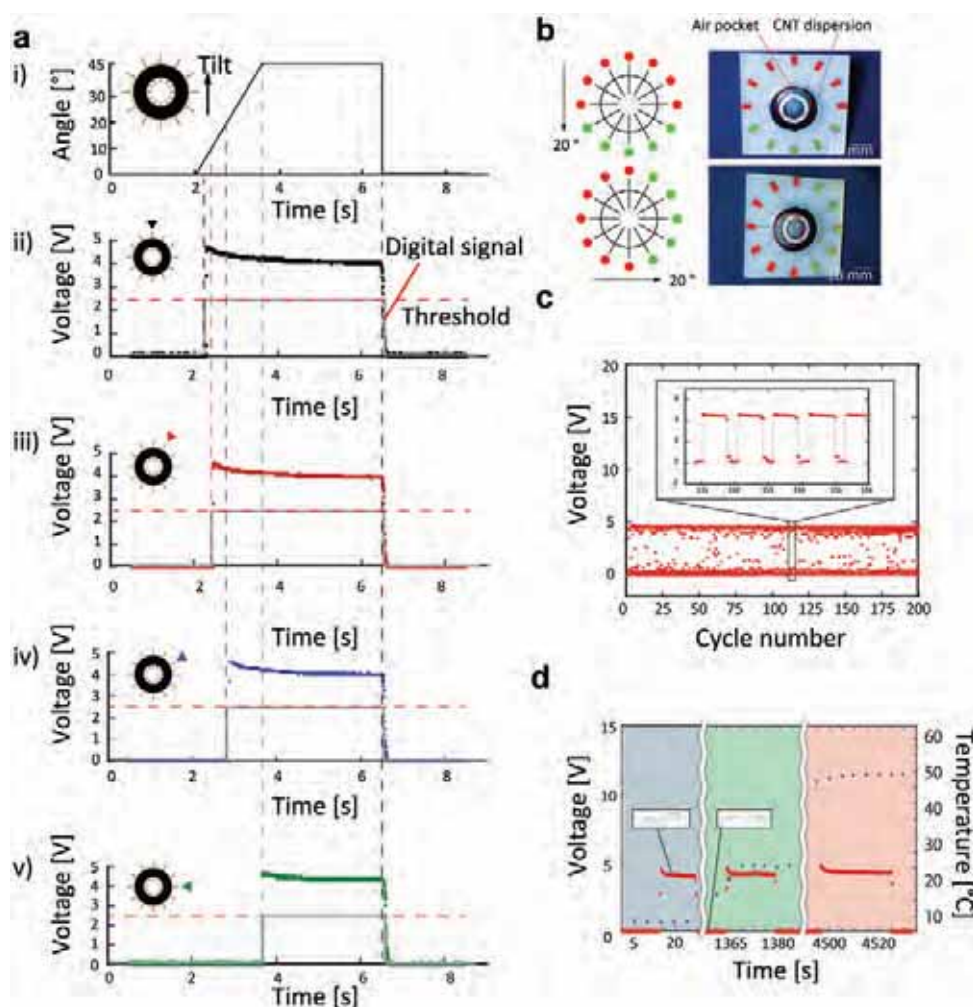 a
i)
Angle [°]
45
30
20
10
0
Tilt
0 2 4 6 8
Time [s]
ii)
Voltage [V]
5
4
3
2
1
0
Digital signal
Threshold
0 2 4 6 8
Time [s]
iii)
Voltage [V]
5
4
3
2
1
0
0 2 4 6 8
Time [s]
iv)
Voltage [V]
5
4
3
2
1
0
0 2 4 6 8
Time [s]
v)
Voltage [V]
5
4
3
2
1
0
0 2 4 6 8
Time [s]
b
Air pocket CNT dispersion
20 °
mm
20 °
mm
c
Voltage [V]
20
15
10
5
0
0 25 50 75 100 125 150 175 200
Cycle number
d
Voltage [V]
15
10
5
0
60
50
40
30
20
10
Temperature [°C]
5 20 1365 1380 4500 4520
Time [s]